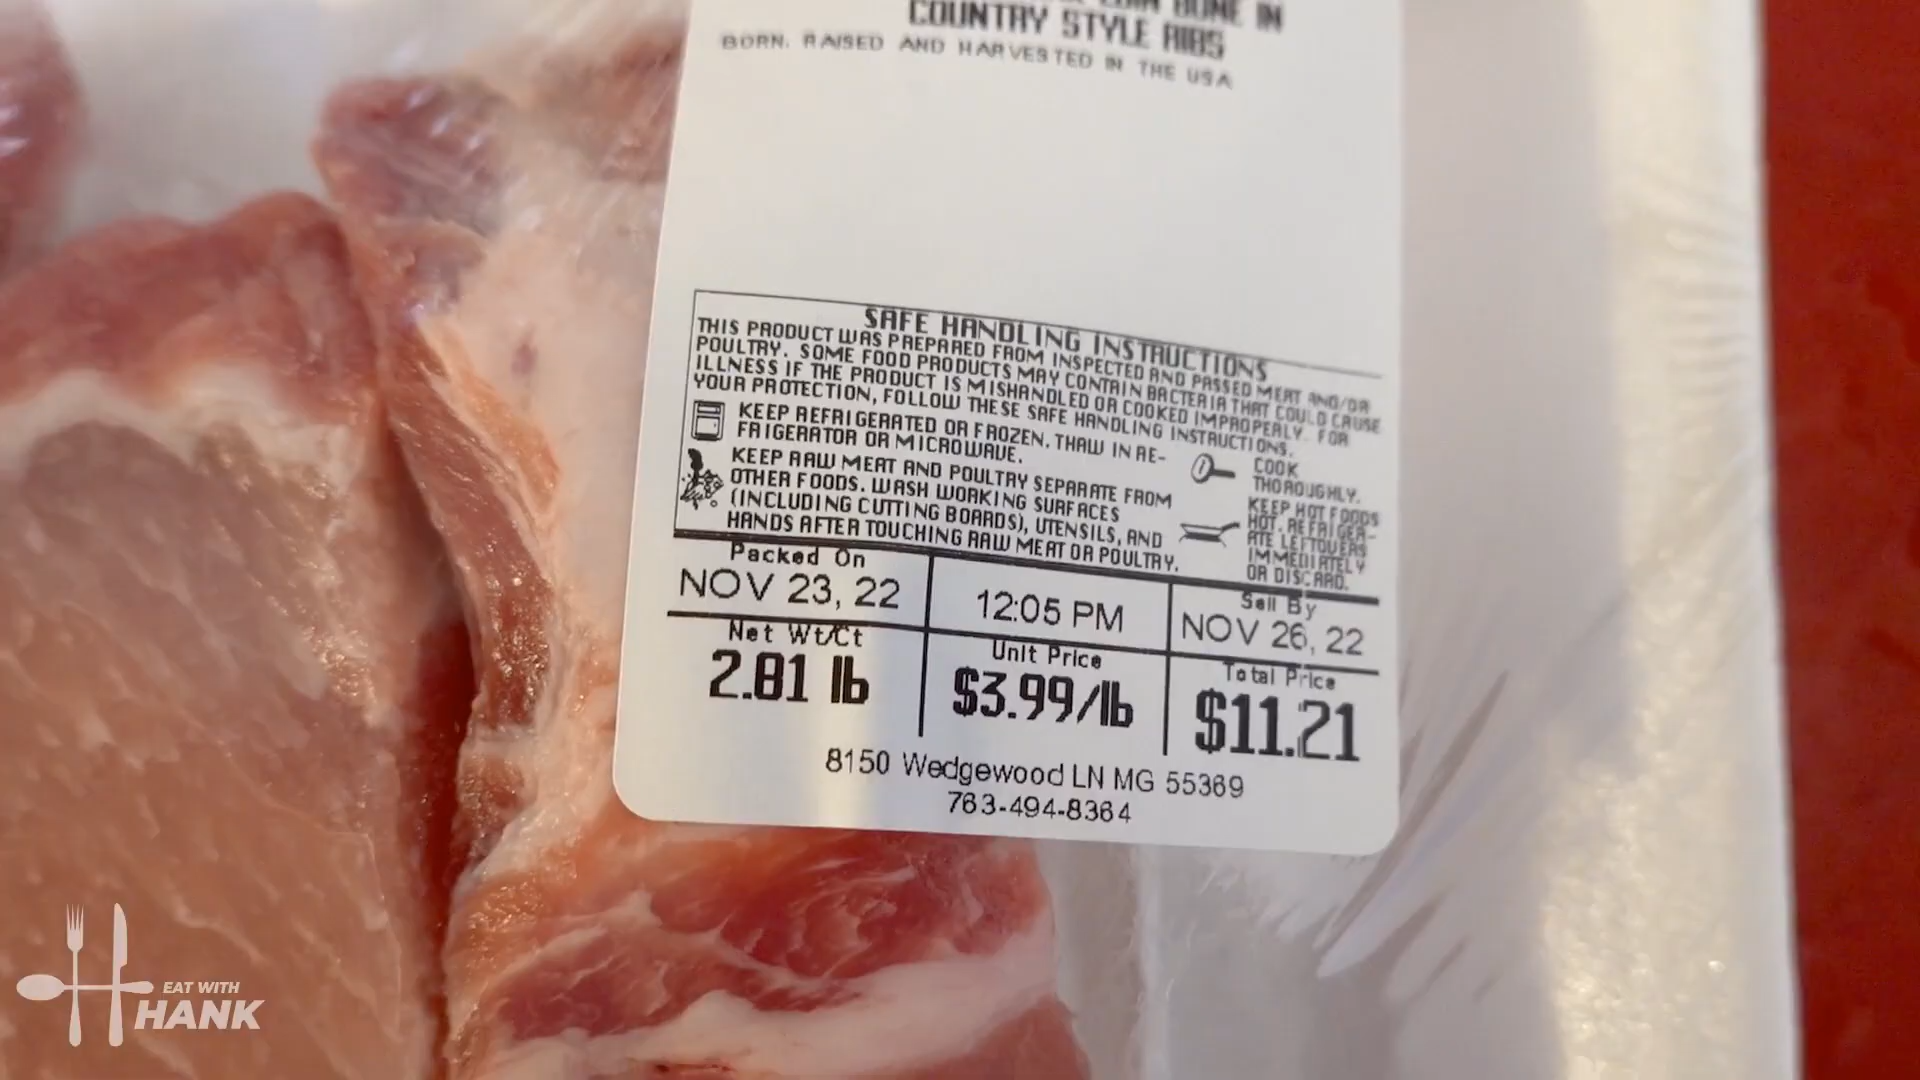 LOIN BONE IN
COUNTRY STYLE RIBS
BORN, RAISED AND HARVESTED IN THE USA
SAFE HANDLING INSTRUCTIONS
THIS PRODUCT WAS PREPARED FROM INSPECTED AND PASSED MEAT AND/OR
POULTRY. SOME FOOD PRODUCTS MAY CONTAIN BACTERIA THAT COULD CAUSE
ILLNESS IF THE PRODUCT IS MISHANDLED OR COOKED IMPROPERLY. FOR
YOUR PROTECTION, FOLLOW THESE SAFE HANDLING INSTRUCTIONS.
KEEP REFRIGERATED OR FROZEN. THAW IN RE-
FRIGERATOR OR MICROWAVE.
KEEP RAW MEAT AND POULTRY SEPARATE FROM
OTHER FOODS. WASH WORKING SURFACES
(INCLUDING CUTTING BOARDS), UTENSILS, AND
HANDS AFTER TOUCHING RAW MEAT OR POULTRY.
COOK
THOROUGHLY.
KEEP HOT FOODS
HOT. REFRIGER-
ATE LEFTOVERS
IMMEDIATELY
OR DISCARD.
Packed On
NOV 23, 22
12:05 PM
Sell By
NOV 26, 22
Net Wt/Ct
2.81 lb
Unit Price
$3.99/lb
Total Price
$11.21
8150 Wedgewood LN MG 55369
763-494-8364
EAT WITH
HANK